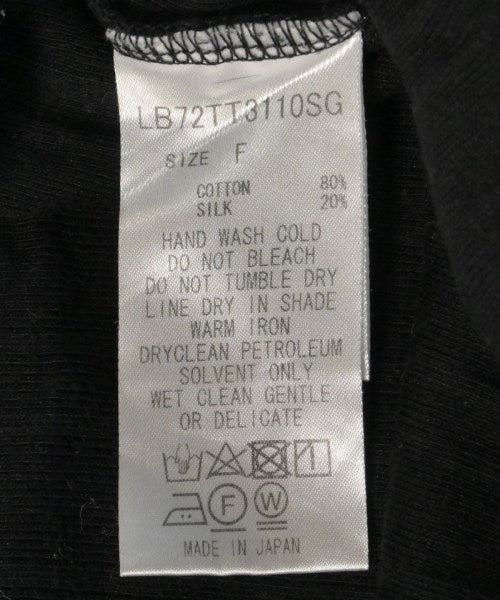 LB72TT3110SG
SIZE F
COTTON 80%
SILK 20%
HAND WASH COLD
DO NOT BLEACH
DO NOT TUMBLE DRY
LINE DRY IN SHADE
WARM IRON
DRYCLEAN PETROLEUM
SOLVENT ONLY
WET CLEAN GENTLE
OR DELICATE
F W
MADE IN JAPAN